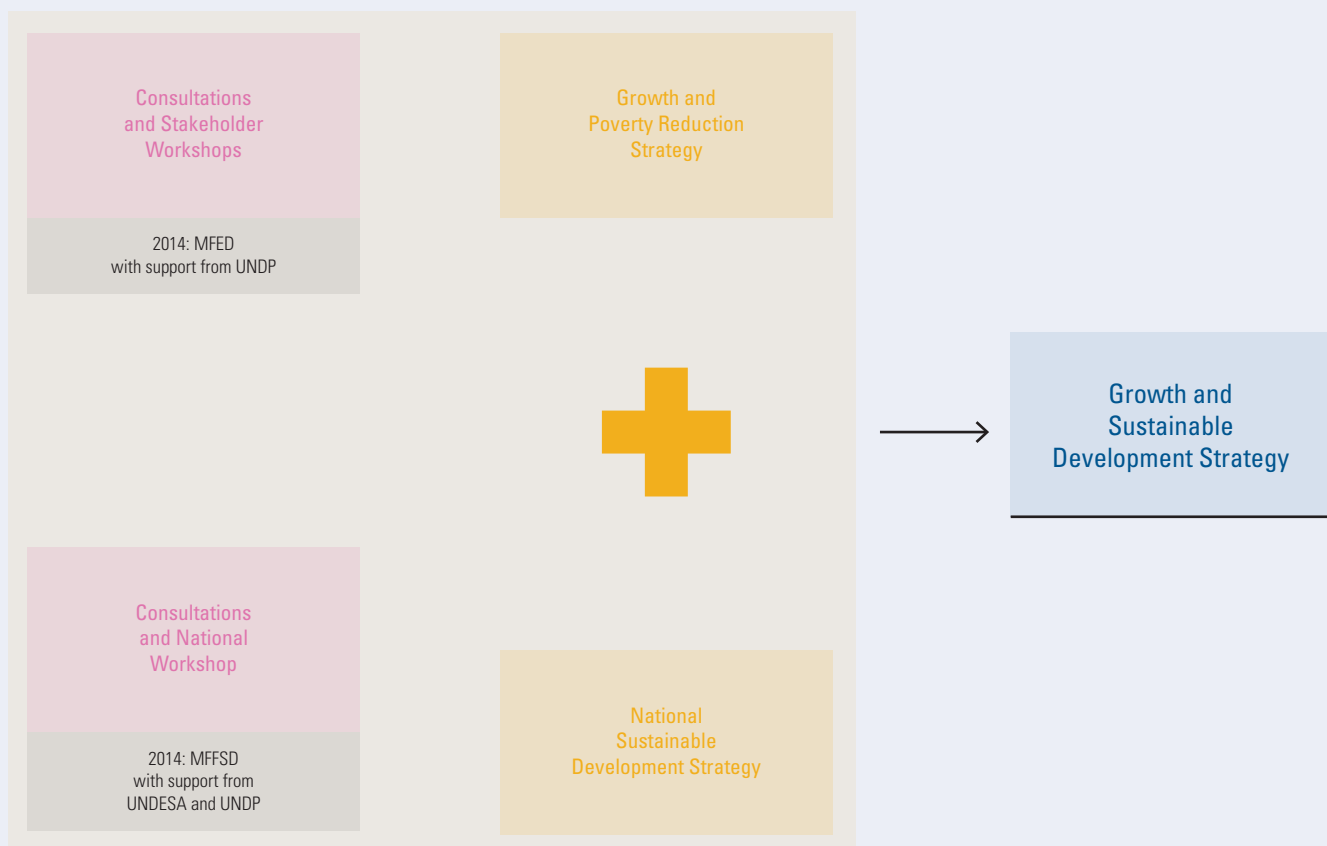 Consultations
and Stakeholder
Workshops
2014: MFED
with support from UNDP
Growth and
Poverty Reduction
Strategy
Consultations
and National
Workshop
2014: MFFSD
with support from
UNDESA and UNDP
National
Sustainable
Development Strategy
Growth and
Sustainable
Development Strategy